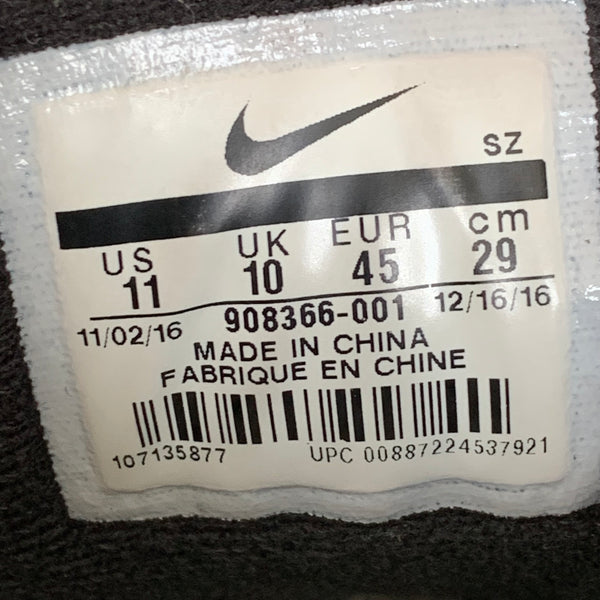 SZ
US UK EUR cm
11 10 45 29
11/02/16 908366-001 12/16/16
MADE IN CHINA
FABRIQUE EN CHINE
107135877 UPC 00887224537921